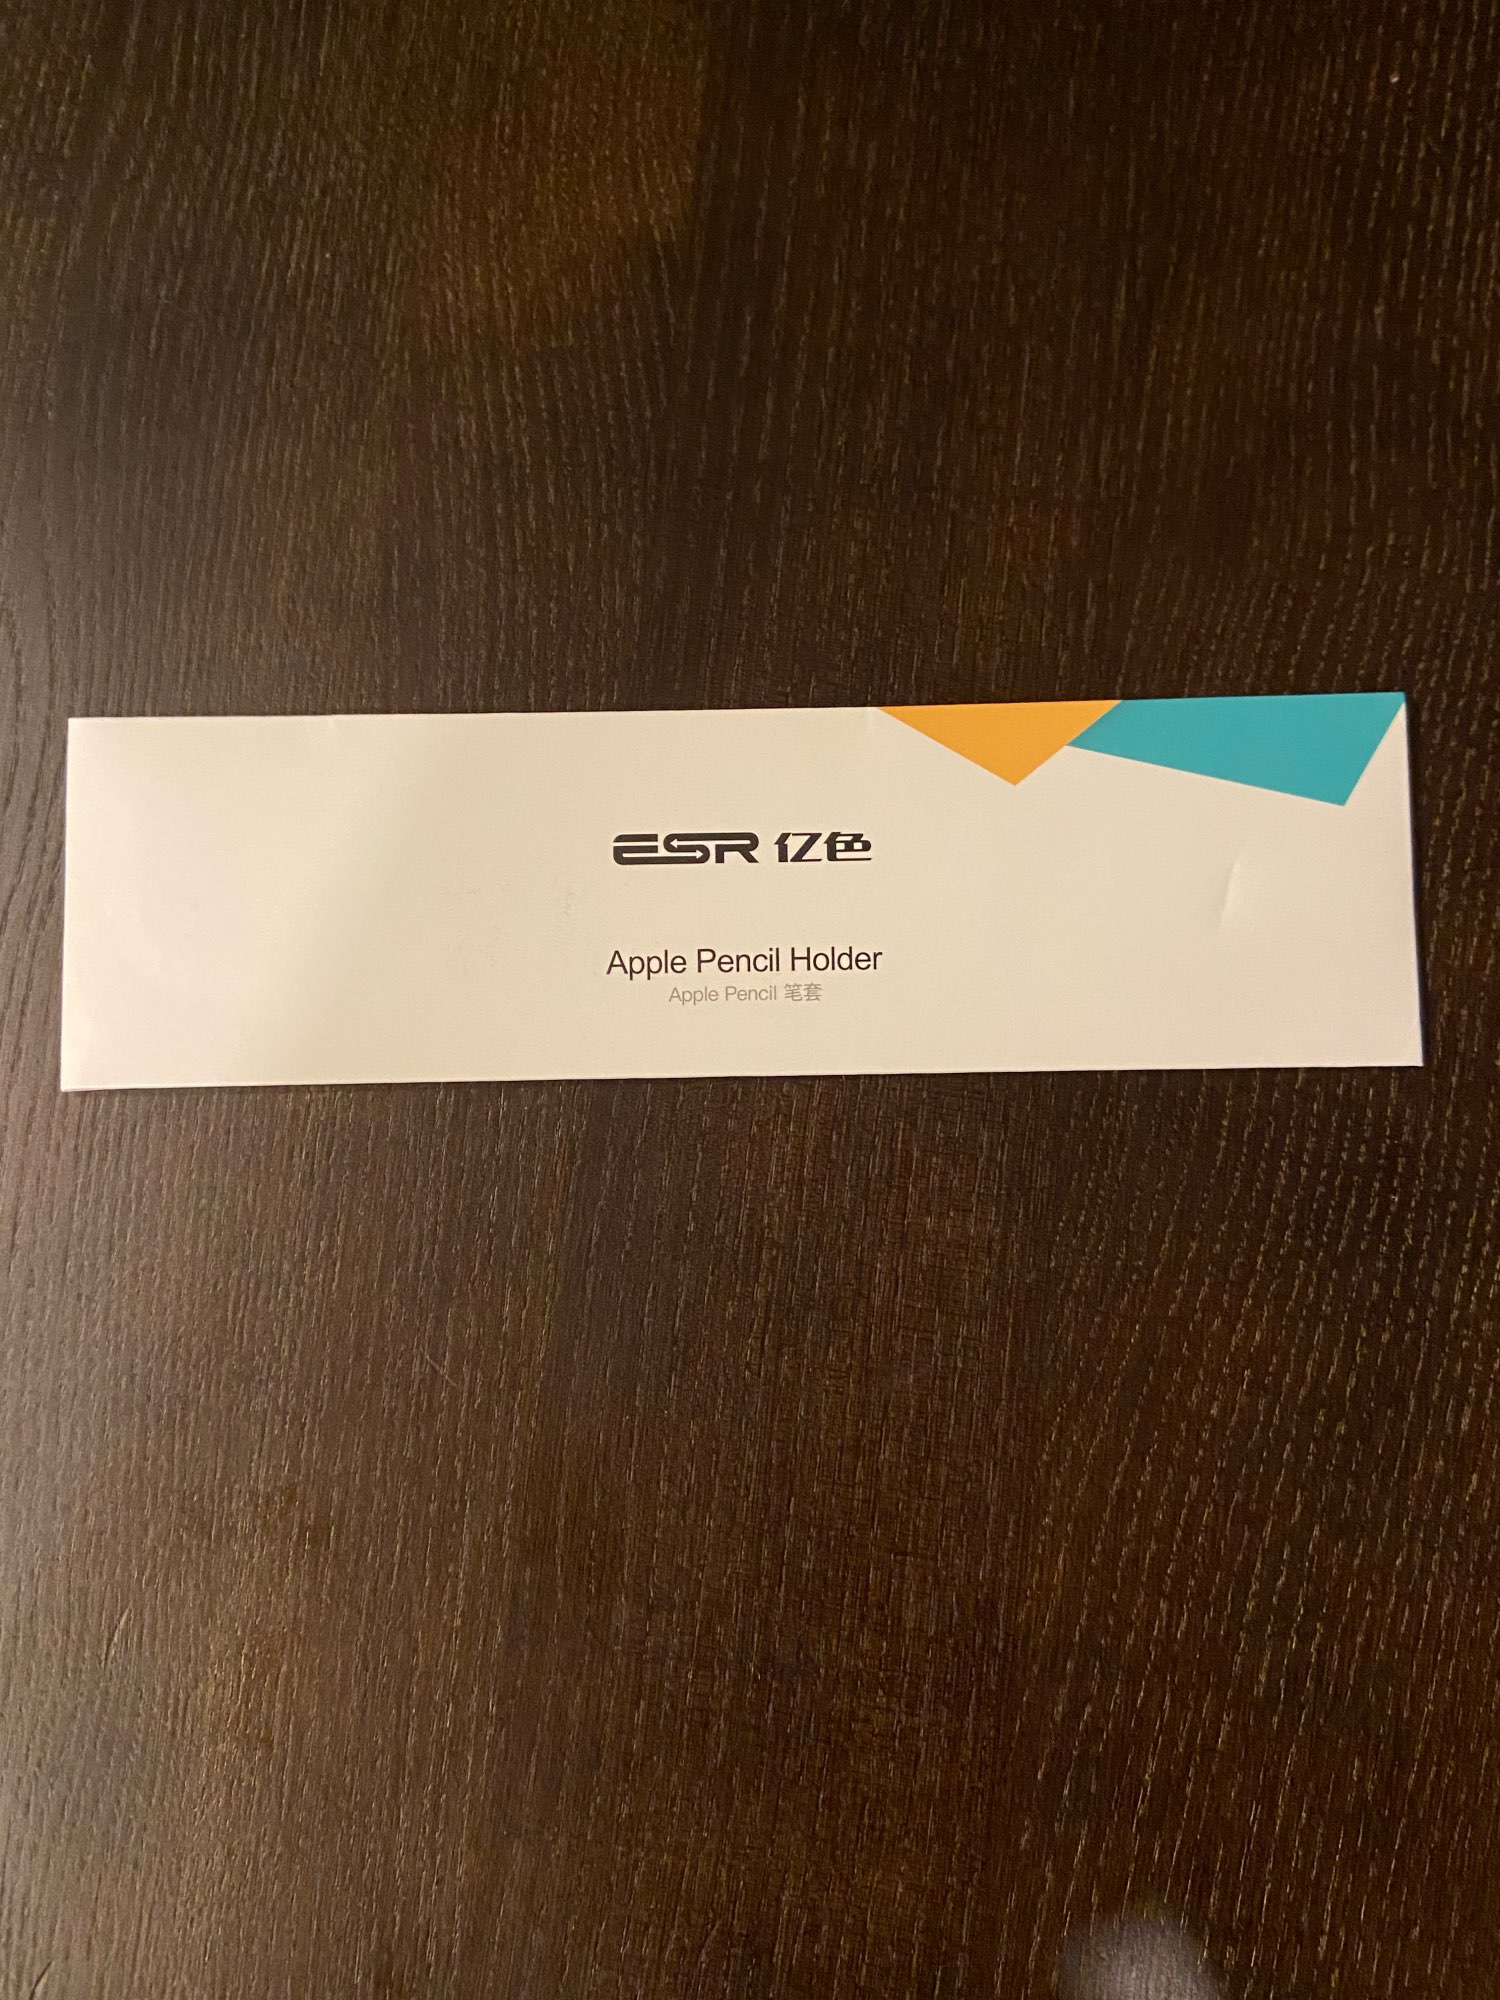 ESR 亿色
Apple Pencil Holder
Apple Pencil 笔套